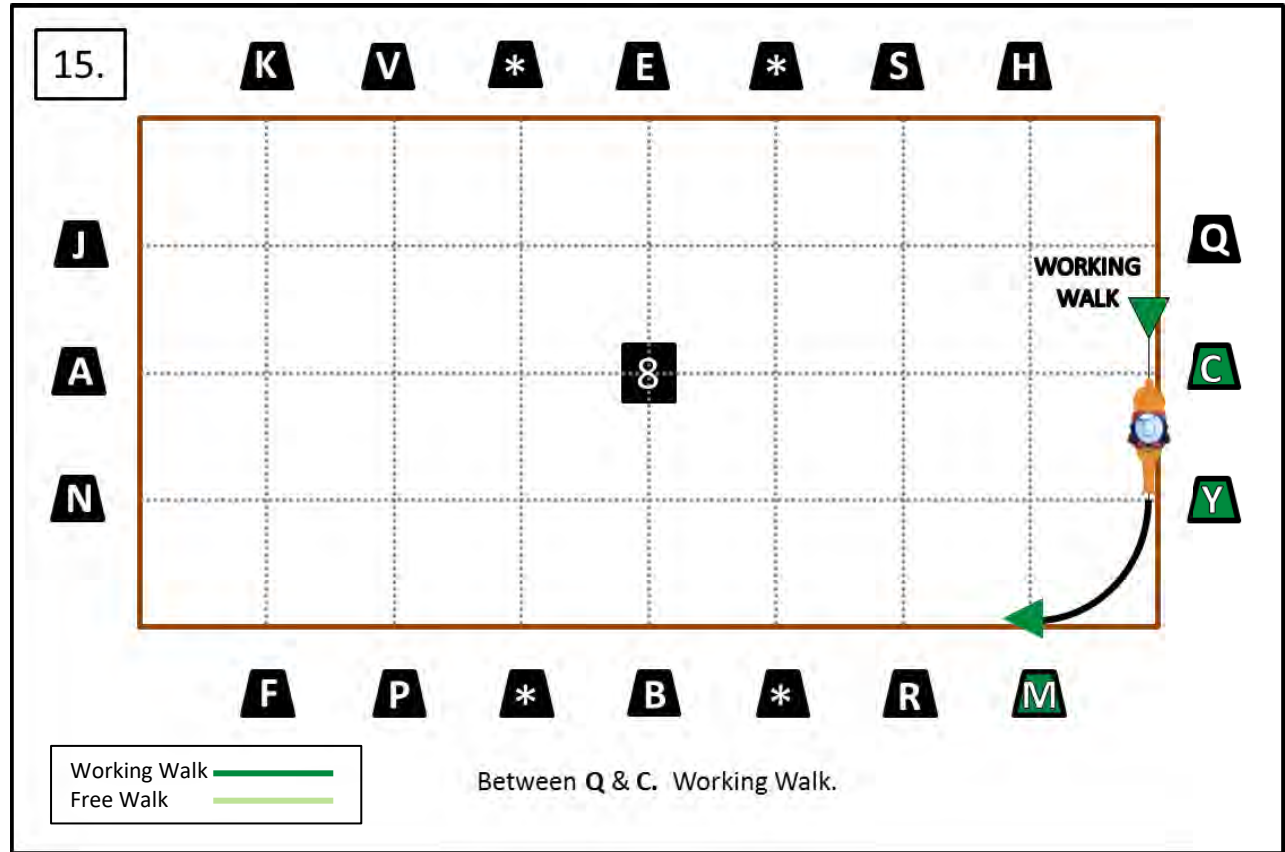 15.
K V * E * S H
J
Q
WORKING
WALK
A
8
C
N
Y
F P * B * R M
Working Walk
Free Walk
Between Q & C. Working Walk.